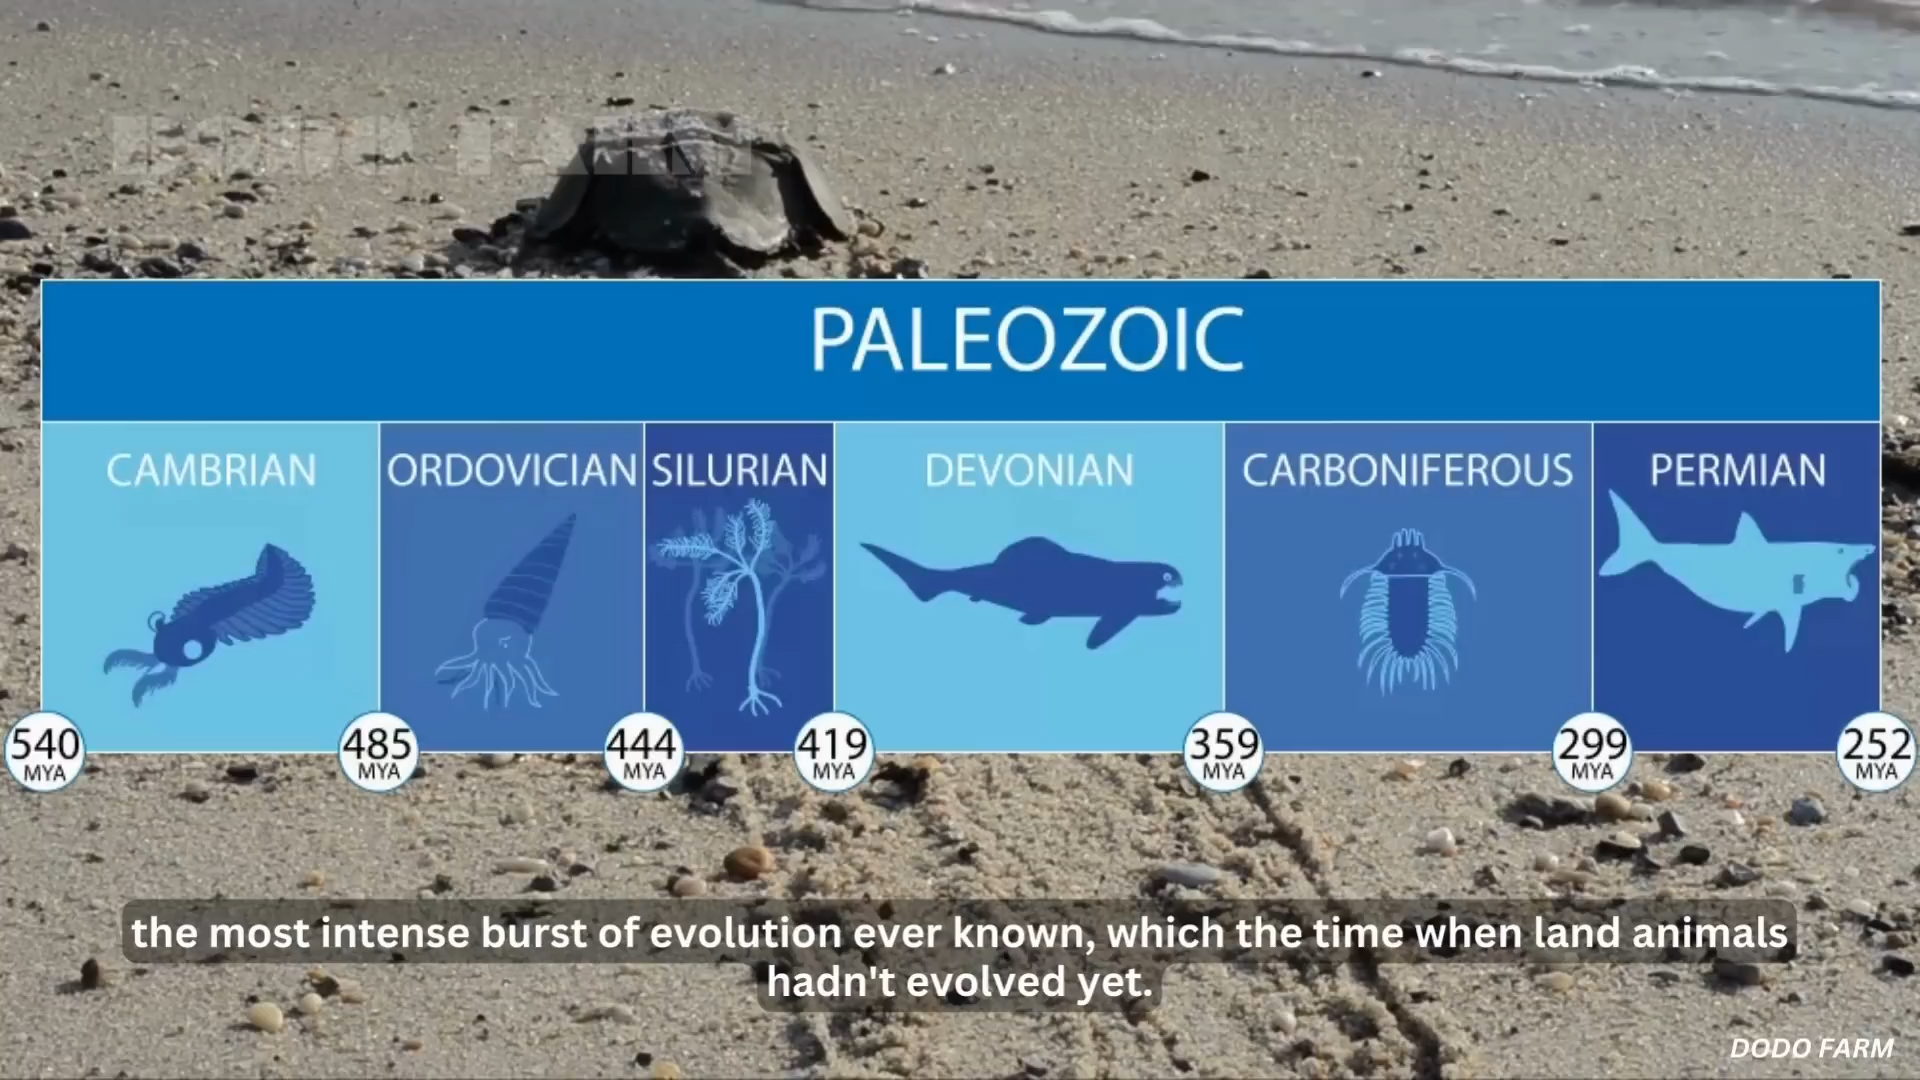 DODO FARM
PALEOZOIC
CAMBRIAN
ORDOVICIAN
SILURIAN
DEVONIAN
CARBONIFEROUS
PERMIAN
540
MYA
485
MYA
444
MYA
419
MYA
359
MYA
299
MYA
252
MYA
the most intense burst of evolution ever known, which the time when land animals
hadn't evolved yet.
DODO FARM